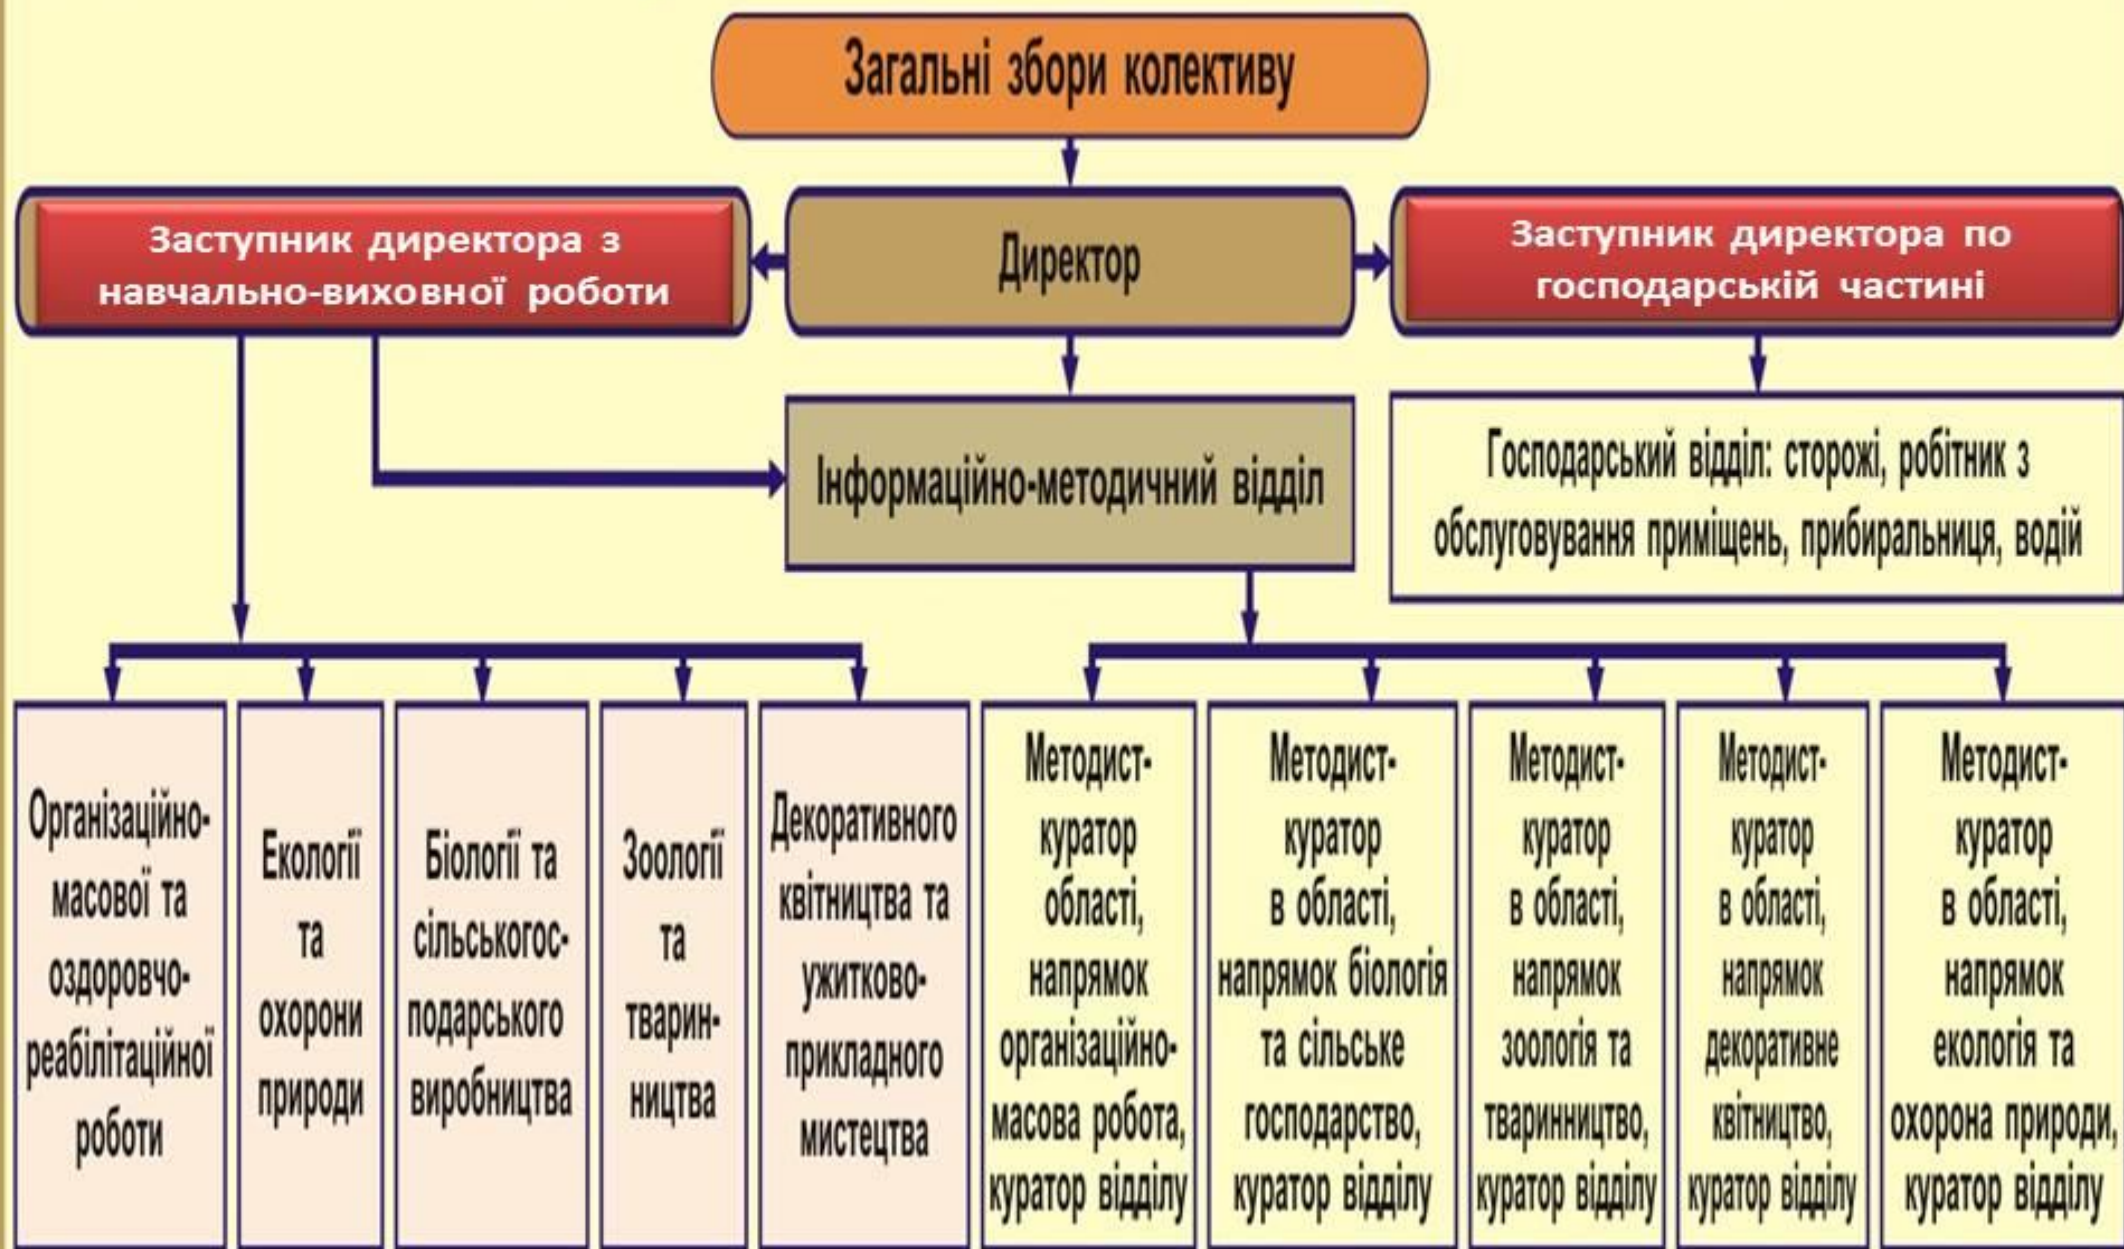 Загальні збори колективу
Заступник директора з
навчально-виховної роботи
Директор
Заступник директора по
господарській частині
Інформаційно-методичний відділ
Господарський відділ: сторожі, робітник з
обслуговування приміщень, прибиральниця, водій
Організаційно-
масової та
оздоровчо-
реабілітаційної
роботи
Екології
та
охорони
природи
Біології та
сільськогос-
подарського
виробництва
Зоології
та
тварин-
ництва
Декоративного
квітництва та
ужитково-
прикладного
мистецтва
Методист-
куратор
області,
напрямок
організаційно-
масова робота,
куратор відділу
Методист-
куратор
в області,
напрямок біологія
та сільське
господарство,
куратор відділу
Методист-
куратор
в області,
напрямок
зоологія та
тваринництво,
куратор відділу
Методист-
куратор
в області,
напрямок
декоративне
квітництво,
куратор відділу
Методист-
куратор
в області,
напрямок
екологія та
охорона природи,
куратор відділу